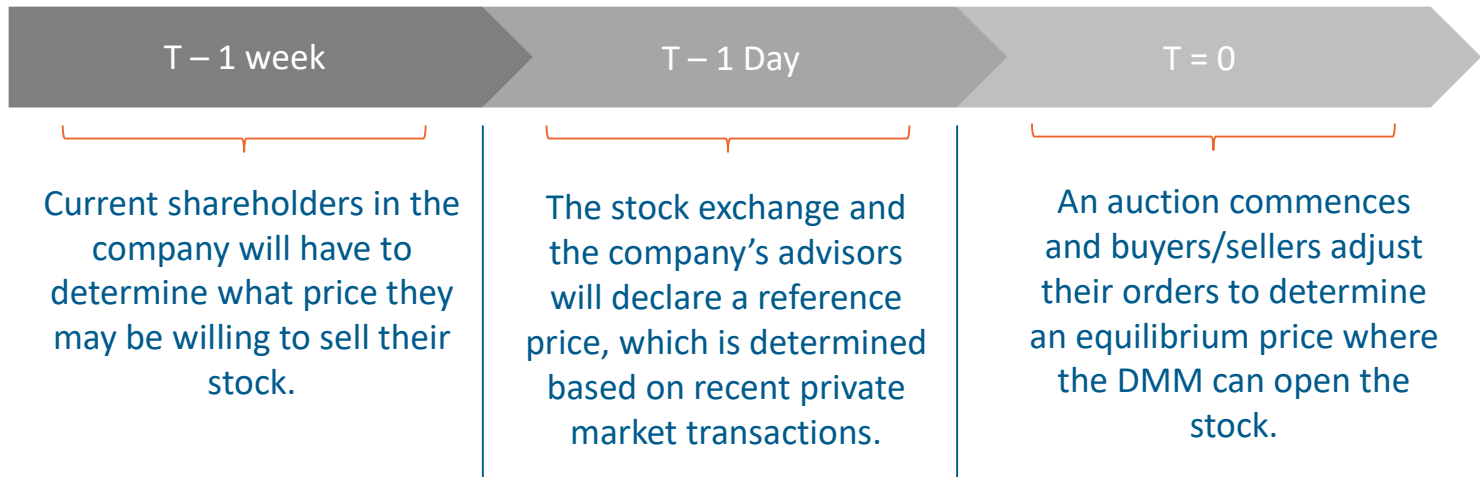 T – 1 week
T – 1 Day
T = 0
Current shareholders in the
company will have to
determine what price they
may be willing to sell their
stock.
The stock exchange and
the company’s advisors
will declare a reference
price, which is determined
based on recent private
market transactions.
An auction commences
and buyers/sellers adjust
their orders to determine
an equilibrium price where
the DMM can open the
stock.